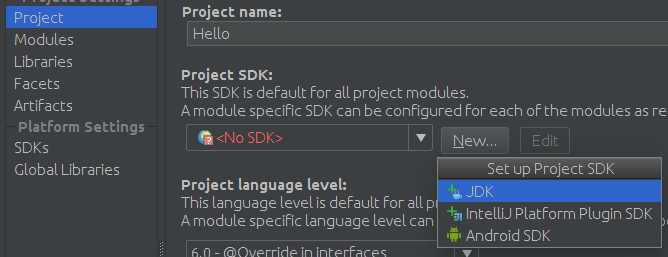 Project Settings
Project
Modules
Libraries
Facets
Artifacts
Platform Settings
SDKs
Global Libraries
Project name:
Hello
Project SDK:
This SDK is default for all project modules.
A module specific SDK can be configured for each of the modules as re
<No SDK>
New...
Edit
Set up Project SDK
JDK
IntelliJ Platform Plugin SDK
Android SDK
Project language level:
This language level is default for all p
A module specific language level can
6.0 - @Override in interfaces